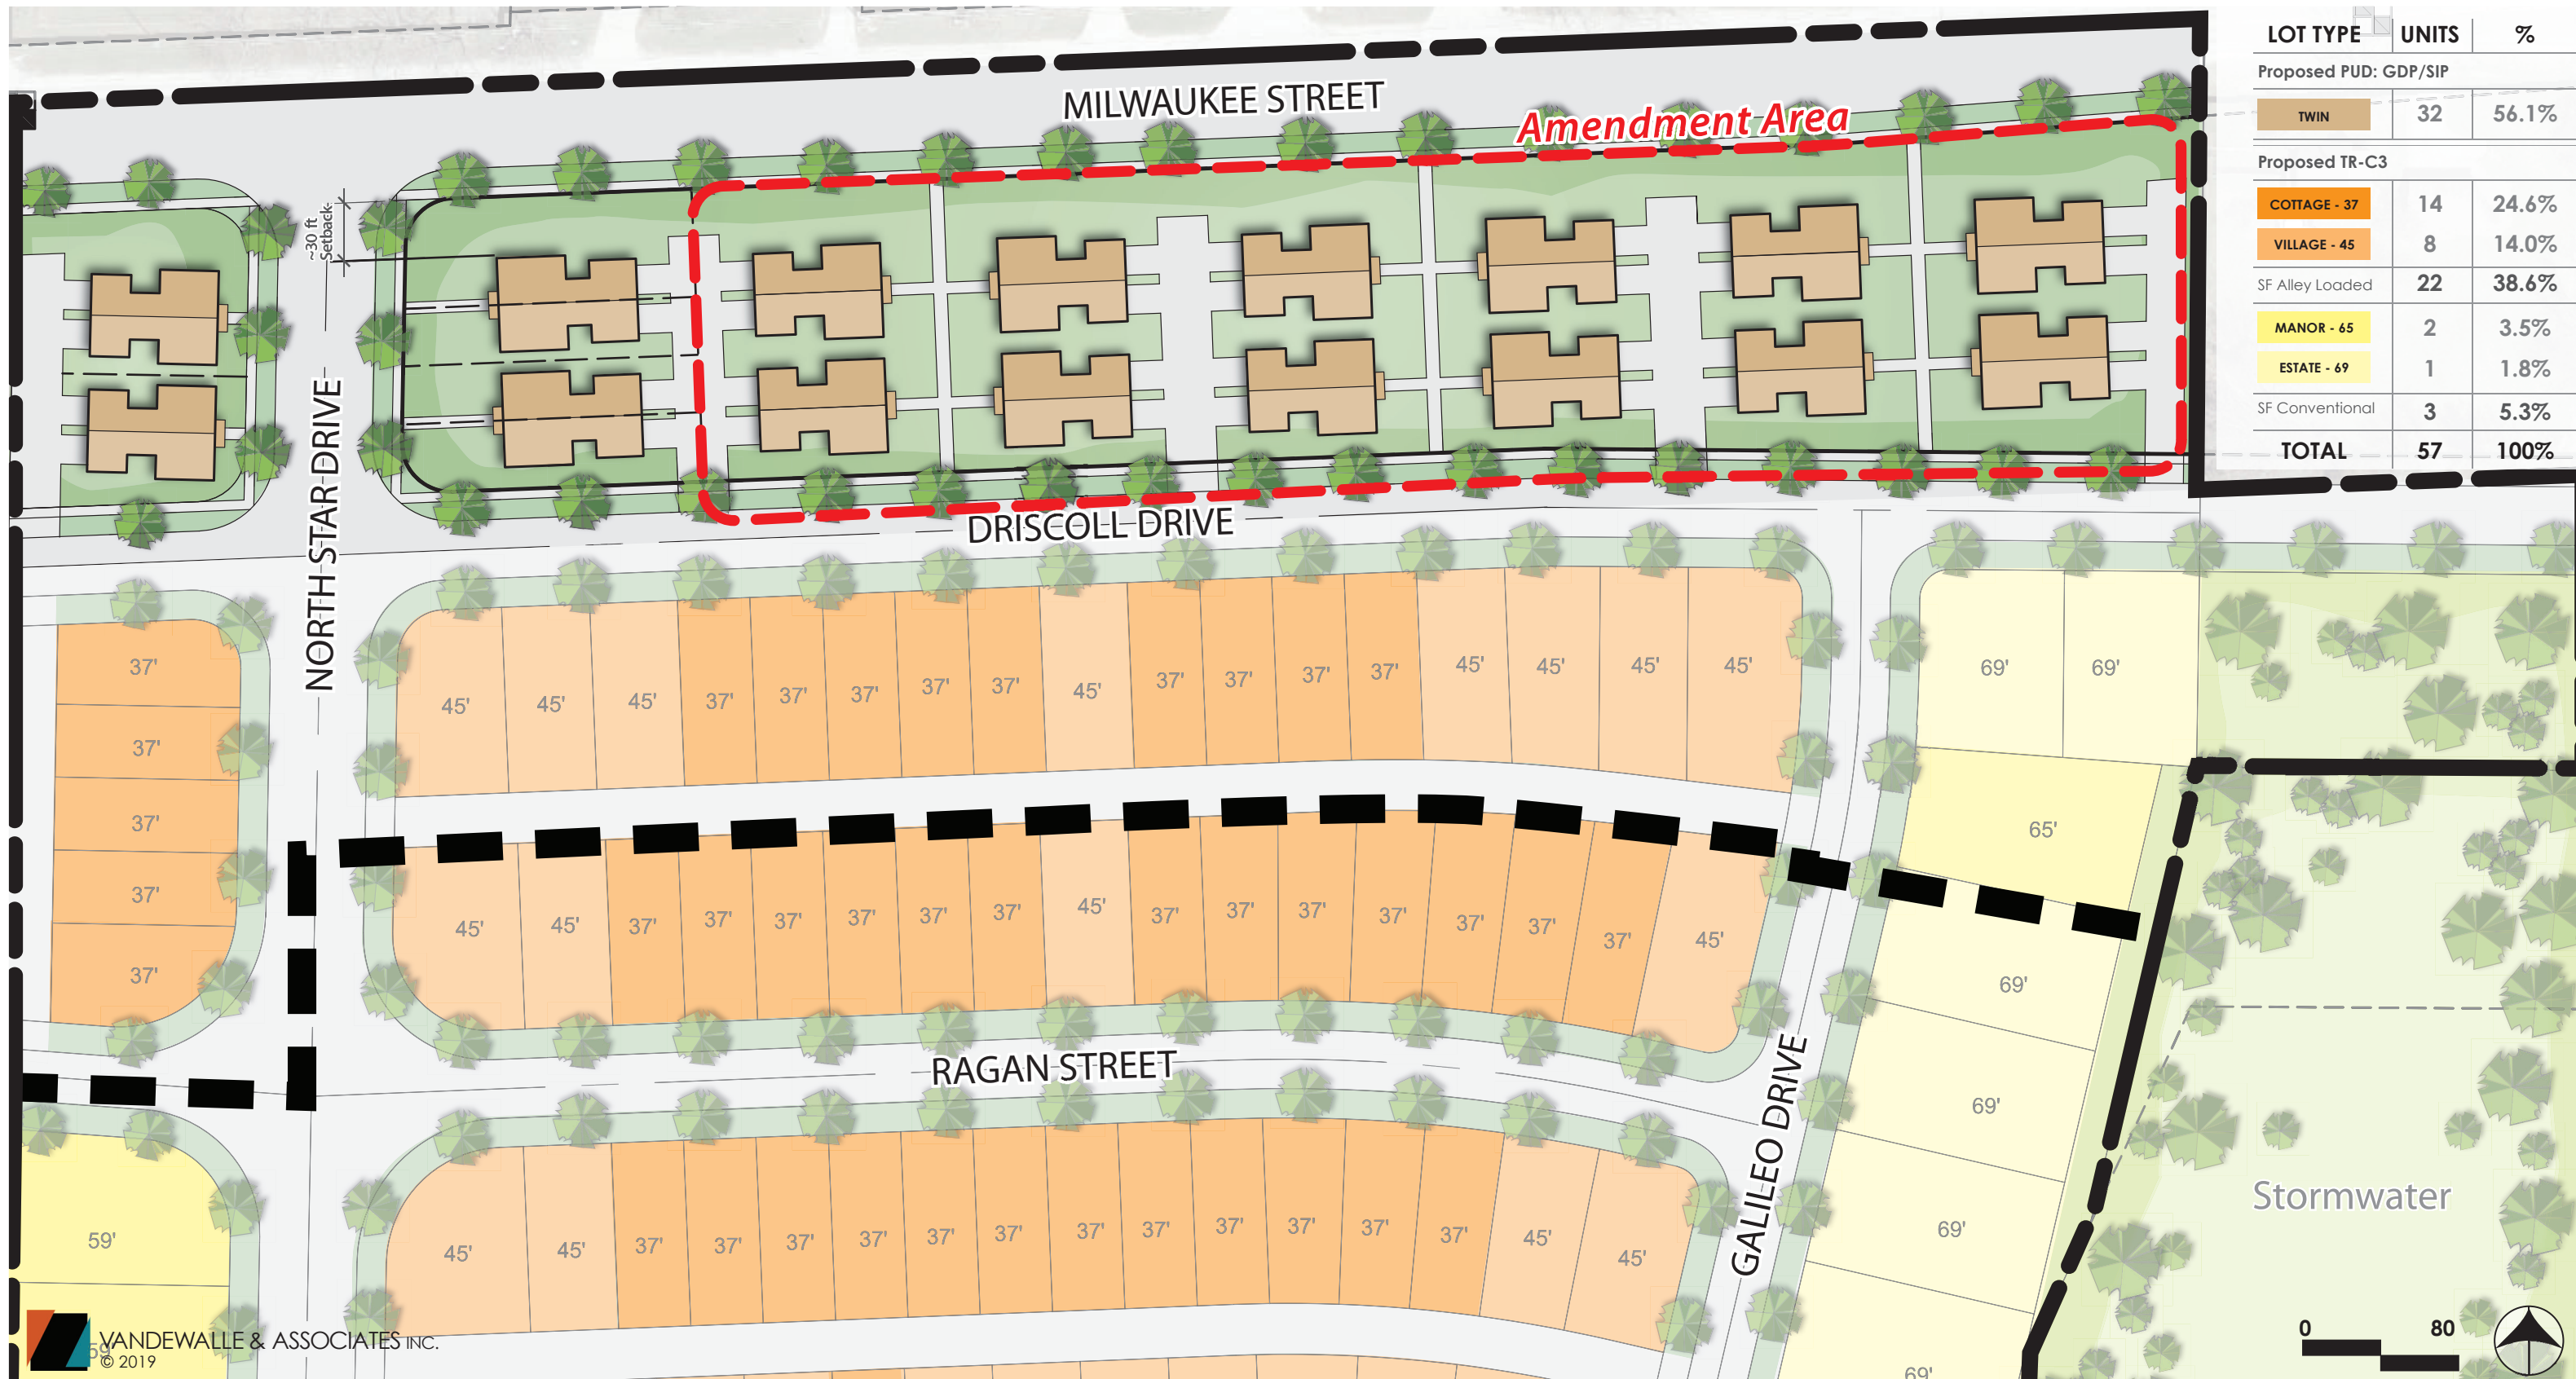 MILWAUKEE STREET
Amendment Area
~30 ft
Setback
NORTH STAR DRIVE
DRISCOLL DRIVE
LOT TYPE UNITS %
Proposed PUD: GDP/SIP
TWIN 32 56.1%
Proposed TR-C3
COTTAGE - 37 14 24.6%
VILLAGE - 45 8 14.0%
SF Alley Loaded 22 38.6%
MANOR - 65 2 3.5%
ESTATE - 69 1 1.8%
SF Conventional 3 5.3%
TOTAL 57 100%
37'
37'
37'
37'
37'
45' 45' 45' 37' 37' 37' 37' 37' 45' 37' 37' 37' 37' 45' 45' 45' 45'
69' 69'
65'
45' 45' 37' 37' 37' 37' 37' 37' 45' 37' 37' 37' 37' 37' 37' 37' 45'
69'
69'
69'
69'
RAGAN STREET
GALILEO DRIVE
45' 45' 37' 37' 37' 37' 37' 37' 37' 37' 37' 37' 37' 37' 45' 45'
59'
59'
Stormwater
VANDEWALLE & ASSOCIATES INC.
© 2019
0 80